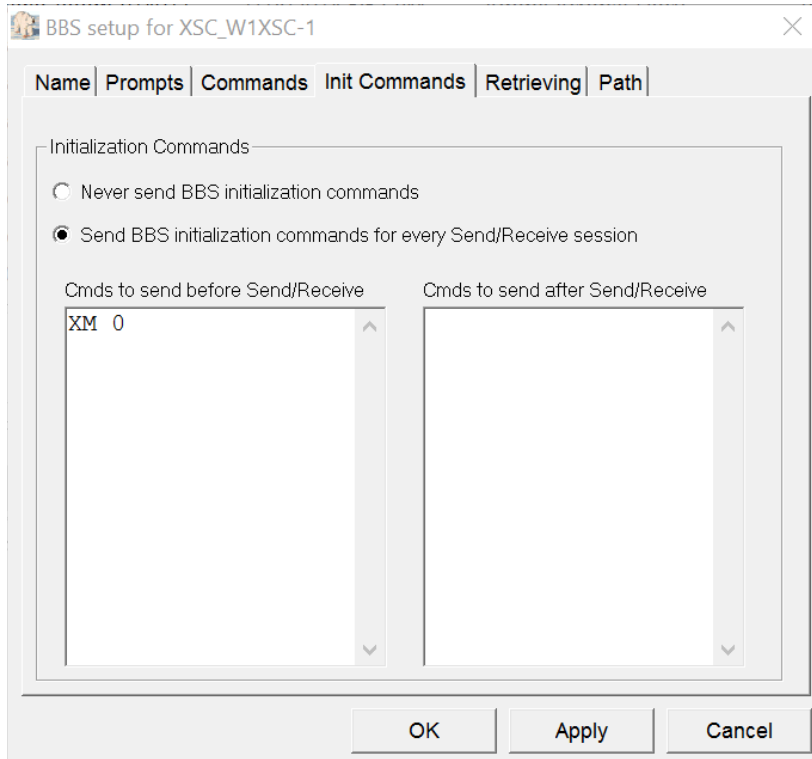 BBS setup for XSC_W1XSC-1
Name Prompts Commands Init Commands Retrieving Path
Initialization Commands
Never send BBS initialization commands
Send BBS initialization commands for every Send/Receive session
Cmds to send before Send/Receive Cmds to send after Send/Receive
XM 0
OK Apply Cancel